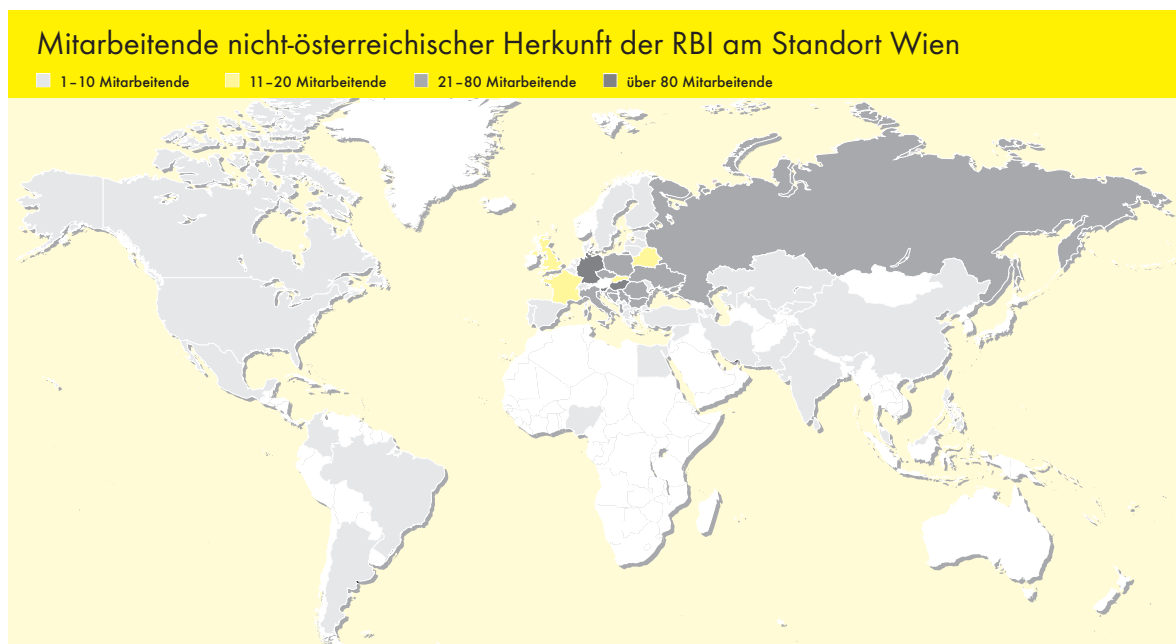 Mitarbeitende nicht-österreichischer Herkunft der RBI am Standort Wien
1–10 Mitarbeitende 11–20 Mitarbeitende 21–80 Mitarbeitende über 80 Mitarbeitende